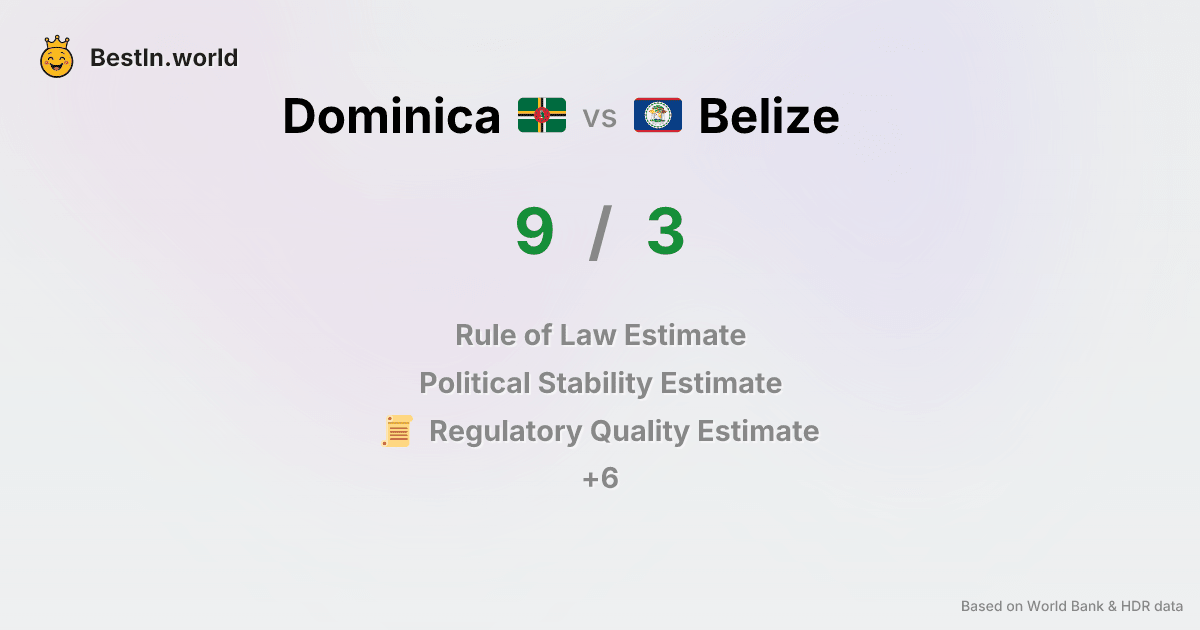 BestIn.world
Dominica vs Belize
9 / 3
Rule of Law Estimate
Political Stability Estimate
Regulatory Quality Estimate
+6
Based on World Bank & HDR data